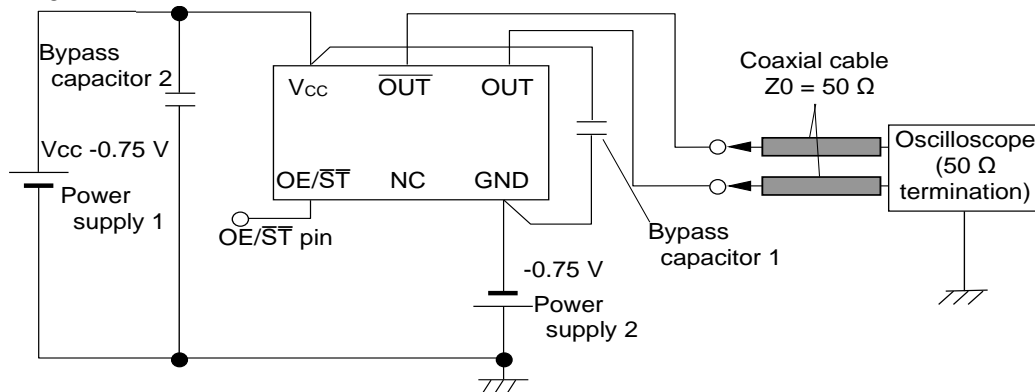 Bypass
capacitor 2
Vcc -0.75 V
Power
supply 1
VCC
OUT
OUT
OE/ST
NC
GND
OE/ST pin
-0.75 V
Power
supply 2
Bypass
capacitor 1
Coaxial cable
Z0 = 50 Ω
Oscilloscope
(50 Ω
termination)